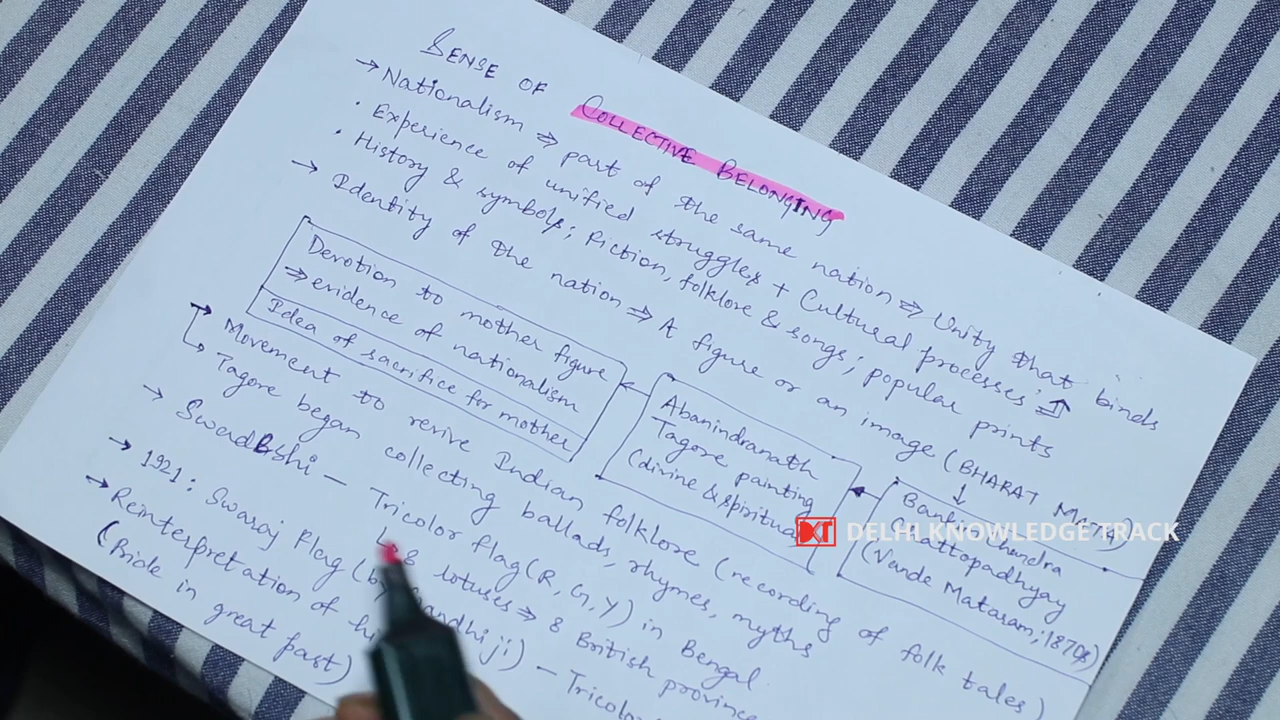 SENSE OF COLLECTIVE BELONGING
→ Nationalism ⇒ part of the same nation ⇒ Unity that binds
· Experience of unified struggles + Cultural processes
· History & symbols; fiction, folklore & songs; popular prints
→ Identity of the nation ⇒ A figure or an image (BHARAT MATA)
Devotion to mother figure
⇒ evidence of nationalism
Idea of sacrifice for mother
Abanindranath
Tagore painting
(divine & spiritual
Bankim Chandra
Chattopadhyay
(Vande Mataram, 1870s)
→ Movement to revive Indian folklore (recording of folk tales)
→ Tagore began collecting ballads, rhymes, myths
→ Swadeshi — Tricolor flag (R, G, Y) in Bengal
8 lotuses ⇒ 8 British province
→ 1921: Swaraj Flag (by Gandhiji) — Tricolo
→ Reinterpretation of
(Pride in great past)
DKT DELHI KNOWLEDGE TRACK